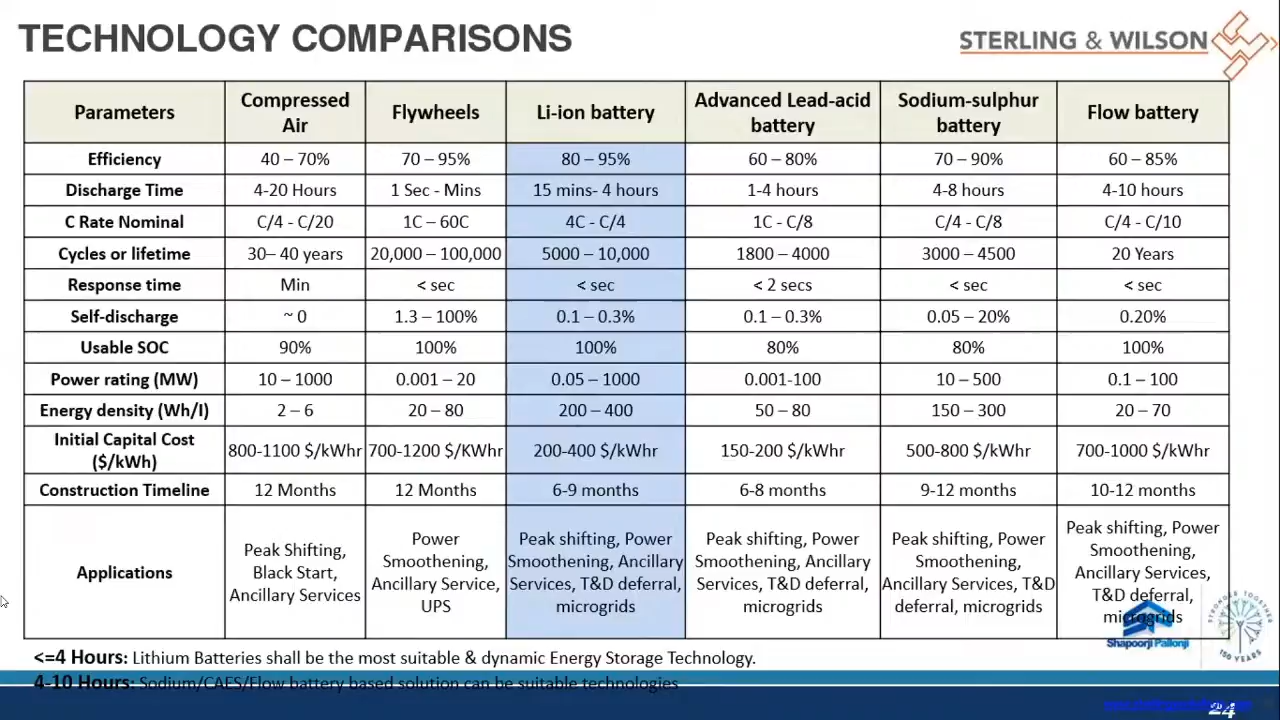 TECHNOLOGY COMPARISONS
STERLING & WILSON
Parameters
Compressed
Air
Flywheels
Li-ion battery
Advanced Lead-acid
battery
Sodium-sulphur
battery
Flow battery
Efficiency
40 – 70%
70 – 95%
80 – 95%
60 – 80%
70 – 90%
60 – 85%
Discharge Time
4-20 Hours
1 Sec - Mins
15 mins- 4 hours
1-4 hours
4-8 hours
4-10 hours
C Rate Nominal
C/4 - C/20
1C – 60C
4C - C/4
1C - C/8
C/4 - C/8
C/4 - C/10
Cycles or lifetime
30– 40 years
20,000 – 100,000
5000 – 10,000
1800 – 4000
3000 – 4500
20 Years
Response time
Min
< sec
< sec
< 2 secs
< sec
< sec
Self-discharge
~ 0
1.3 – 100%
0.1 – 0.3%
0.1 – 0.3%
0.05 – 20%
0.20%
Usable SOC
90%
100%
100%
80%
80%
100%
Power rating (MW)
10 – 1000
0.001 – 20
0.05 – 1000
0.001-100
10 – 500
0.1 – 100
Energy density (Wh/l)
2 – 6
20 – 80
200 – 400
50 – 80
150 – 300
20 – 70
Initial Capital Cost
($/kWh)
800-1100 $/kWhr
700-1200 $/KWhr
200-400 $/kWhr
150-200 $/kWhr
500-800 $/kWhr
700-1000 $/kWhr
Construction Timeline
12 Months
12 Months
6-9 months
6-8 months
9-12 months
10-12 months
Applications
Peak Shifting,
Black Start,
Ancillary Services
Power
Smoothening,
Ancillary Service,
UPS
Peak shifting, Power
Smoothening, Ancillary
Services, T&D deferral,
microgrids
Peak shifting, Power
Smoothening, Ancillary
Services, T&D deferral,
microgrids
Peak shifting, Power
Smoothening,
Ancillary Services, T&D
deferral, microgrids
Peak shifting, Power
Smoothening,
Ancillary Services,
T&D deferral,
microgrids
Shapoorji Pallonji
STRONGER TOGETHER
150 YEARS
<=4 Hours: Lithium Batteries shall be the most suitable & dynamic Energy Storage Technology.
4-10 Hours: Sodium/CAES/Flow battery based solution can be suitable technologies
24